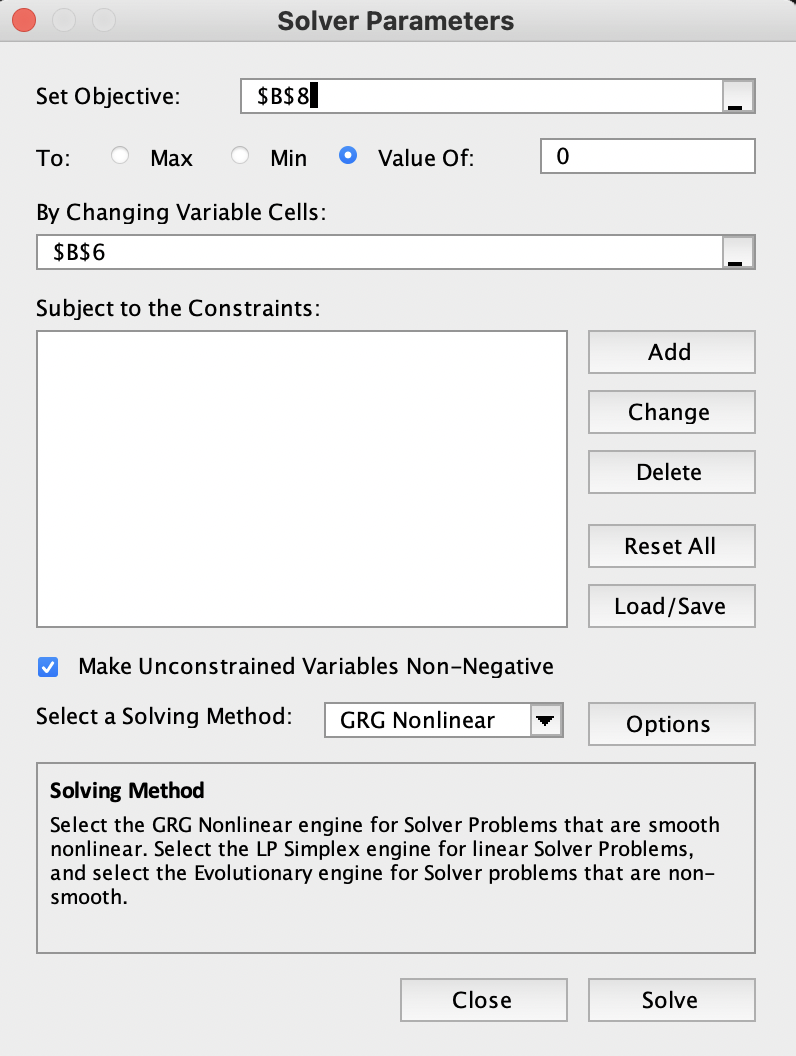 Solver Parameters
Set Objective: $B$8
To: Max Min Value Of: 0
By Changing Variable Cells:
$B$6
Subject to the Constraints:
Add
Change
Delete
Reset All
Load/Save
Make Unconstrained Variables Non-Negative
Select a Solving Method: GRG Nonlinear Options
Solving Method
Select the GRG Nonlinear engine for Solver Problems that are smooth
nonlinear. Select the LP Simplex engine for linear Solver Problems,
and select the Evolutionary engine for Solver problems that are non-
smooth.
Close Solve